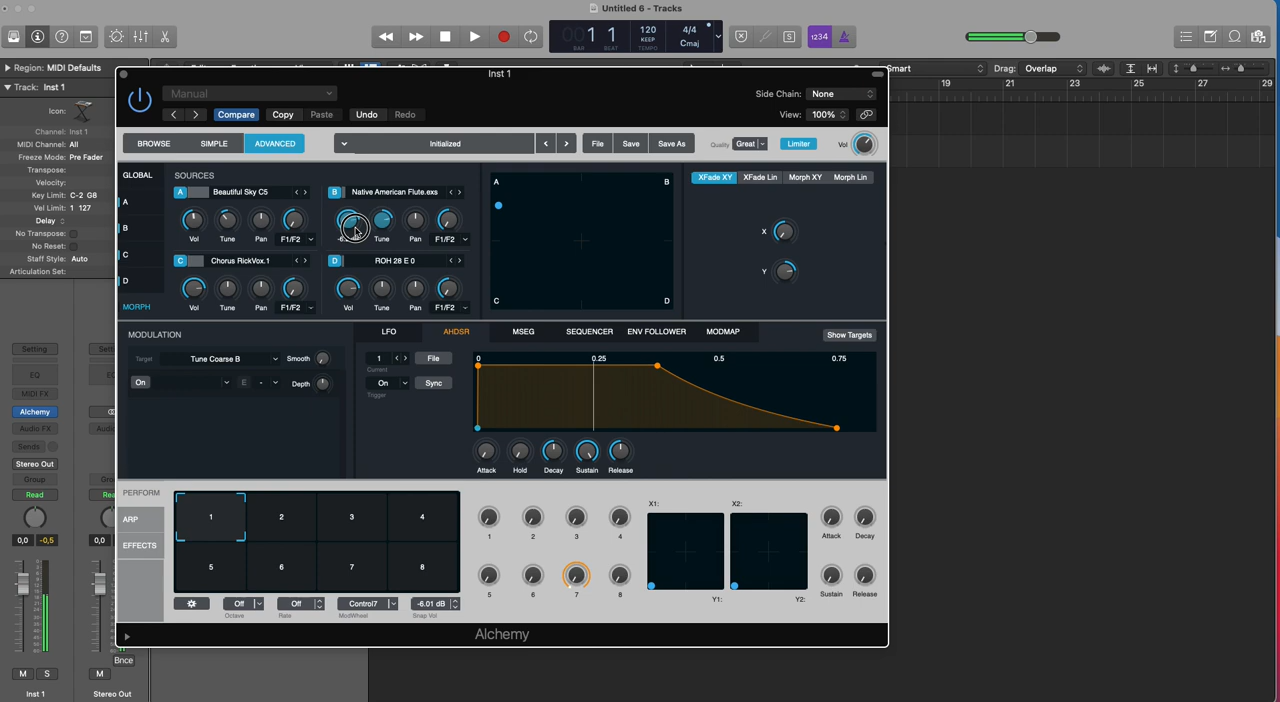 Untitled 6 - Tracks
1 1
BAR BEAT
120
KEEP
TEMPO
4/4
Cmaj
1234
Region: MIDI Defaults
Smart
Drag: Overlap
Track: Inst 1
19 21 23 25 27 29
Icon:
Channel: Inst 1
MIDI Channel: All
Freeze Mode: Pre Fader
Transpose:
Velocity:
Key Limit: C-2 G8
Vel Limit: 1 127
Delay
No Transpose:
No Reset:
Staff Style: Auto
Articulation Set:
Setting
EQ
MIDI FX
Alchemy
Audio FX
Sends
Stereo Out
Group
Read
0,0 -0,5
0,0
Bnce
M S
M
Inst 1
Stereo Out
Inst 1
Manual
Side Chain: None
Compare Copy Paste Undo Redo
View: 100%
BROWSE SIMPLE ADVANCED
Initialized
File Save Save As
Quality Great
Limiter
Vol
GLOBAL
A
B
C
D
MORPH
SOURCES
A Beautiful Sky C5
Vol Tune Pan F1/F2
B Native American Flute.exs
Tune Pan F1/F2
C Chorus RickVox.1
Vol Tune Pan F1/F2
D ROH 28 E 0
Vol Tune Pan F1/F2
A B
C D
XFade XY XFade Lin Morph XY Morph Lin
X
Y
MODULATION
Target Tune Coarse B Smooth
On E - Depth
LFO AHDSR MSEG SEQUENCER ENV FOLLOWER MODMAP
Show Targets
1 File
Current
On Sync
Trigger
0 0.25 0.5 0.75
Attack Hold Decay Sustain Release
PERFORM
ARP
EFFECTS
1 2 3 4
5 6 7 8
Off Off Control7 -6.01 dB
Octave Rate ModWheel Snap Vol
1 2 3 4
5 6 7 8
X1: X2:
Y1: Y2:
Attack Decay
Sustain Release
Alchemy